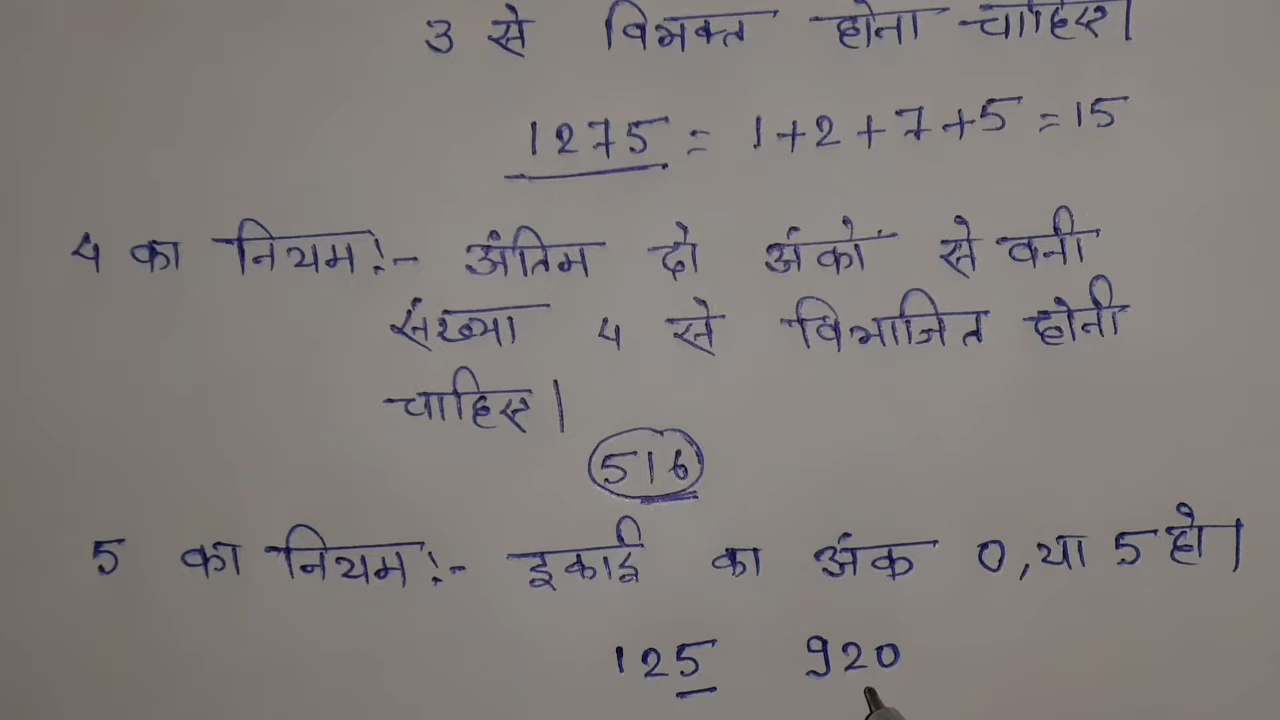 3 से विभक्त होना चाहिए।
1275 = 1+2+7+5 = 15
4 का नियम:- अंतिम दो अंकों से बनी
संख्या 4 से विभाजित होनी
चाहिए।
516
5 का नियम:- इकाई का अंक 0, या 5 हो।
125 920